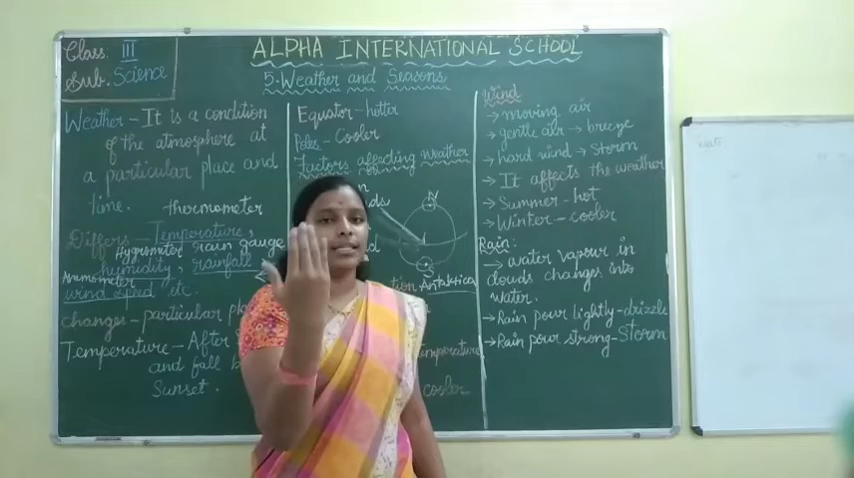 Class: III
Sub: Science
ALPHA INTERNATIONAL SCHOOL
5. Weather and Seasons
Weather - It is a condition
of the atmosphere at
a particular place and
time.
thermometer
Differs - Temperature,
Hygrometer rain gauge
humidity, rainfall
Anmometer
wind speed etc.
changes - particular
Temperature - After
and fall
Sunset.
Equator - hotter
Poles - Cooler
Factors affecting weather
N
S
Antarctica
Temperature
cooler
Wind
→ moving air
→ gentle air → breeze
→ hard wind → Storm
→ It affects the weather
→ Summer - hot
→ Winter - cooler
Rain:
→ water vapour in
clouds changes into
water.
→ Rain pour lightly - drizzle
→ Rain pour strong - Storm